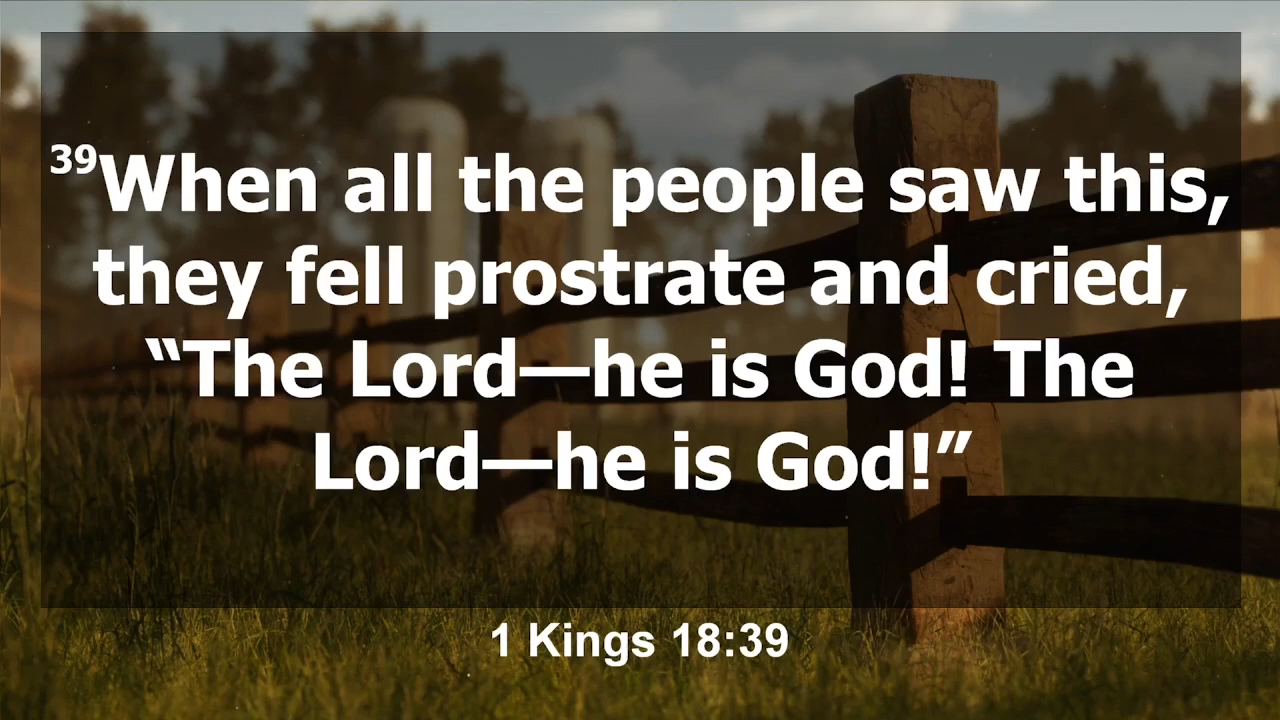 39When all the people saw this,
they fell prostrate and cried,
“The Lord—he is God! The
Lord—he is God!”
1 Kings 18:39